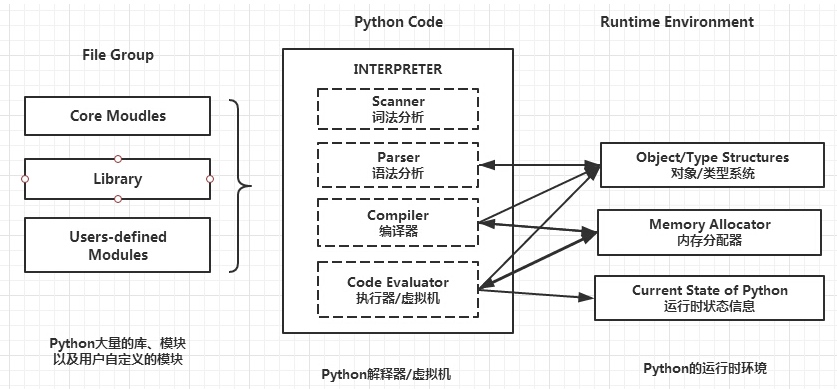 Python Code
Runtime Environment
File Group
INTERPRETER
Core Moudles
Library
Users-defined
Modules
Scanner
词法分析
Parser
语法分析
Compiler
编译器
Code Evaluator
执行器/虚拟机
Object/Type Structures
对象/类型系统
Memory Allocator
内存分配器
Current State of Python
运行时状态信息
Python大量的库、模块
以及用户自定义的模块
Python解释器/虚拟机
Python的运行时环境